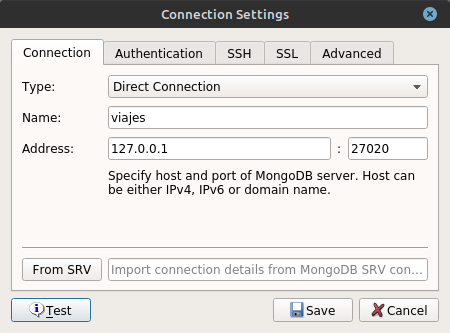 Connection Settings
Connection Authentication SSH SSL Advanced
Type: Direct Connection
Name: viajes
Address: 127.0.0.1 : 27020
Specify host and port of MongoDB server. Host can
be either IPv4, IPv6 or domain name.
From SRV Import connection details from MongoDB SRV con...
Test Save Cancel